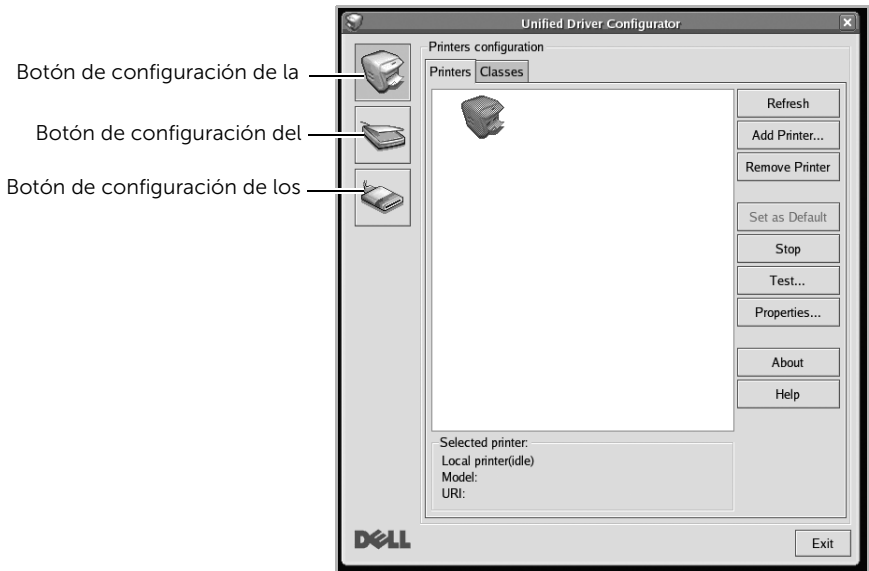 Unified Driver Configurator
Botón de configuración de la
Botón de configuración del
Botón de configuración de los
Printers configuration
Printers Classes
Refresh
Add Printer...
Remove Printer
Set as Default
Stop
Test...
Properties...
About
Help
Selected printer:
Local printer(idle)
Model:
URI:
DELL
Exit